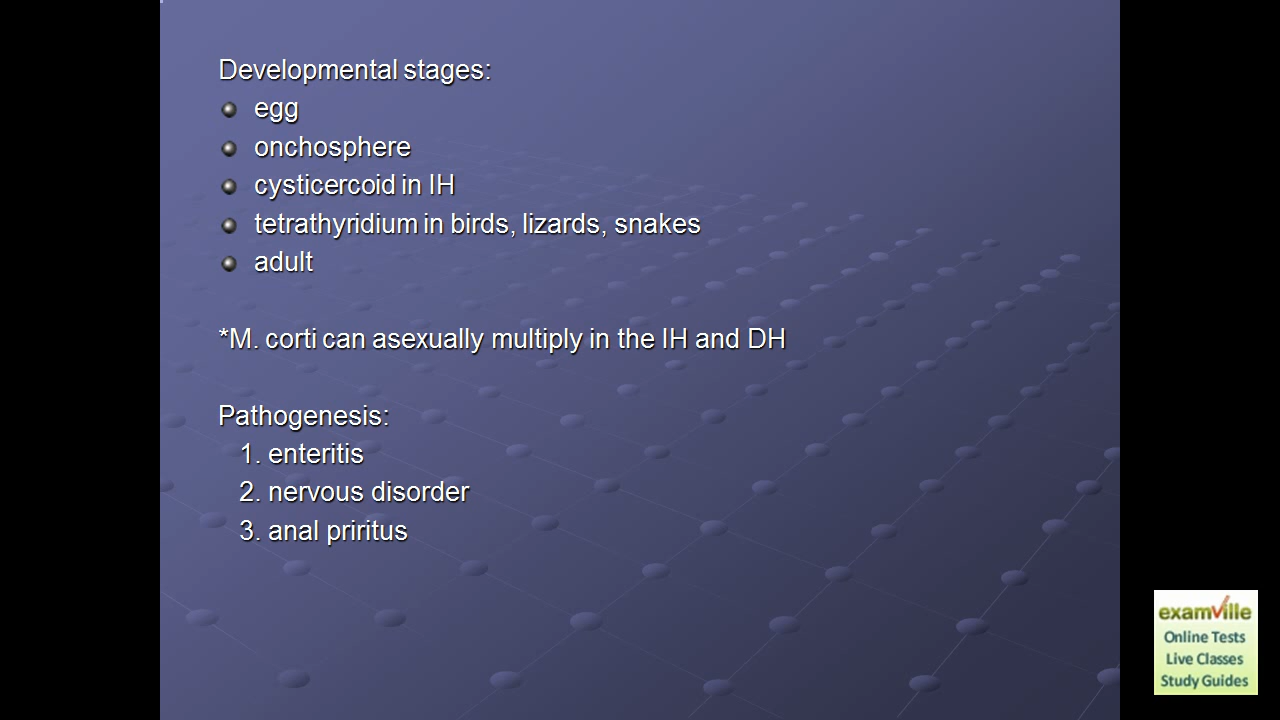 Developmental stages:
egg
onchosphere
cysticercoid in IH
tetrathyridium in birds, lizards, snakes
adult
*M. corti can asexually multiply in the IH and DH
Pathogenesis:
1. enteritis
2. nervous disorder
3. anal priritus
examville
Online Tests
Live Classes
Study Guides